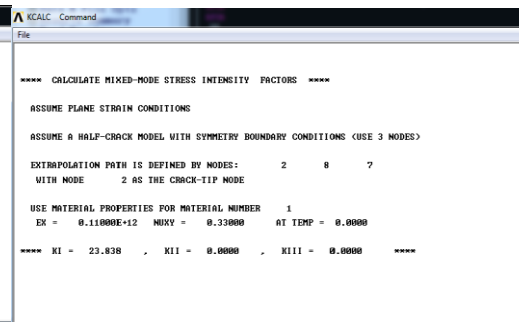 KCALC Command
File
**** CALCULATE MIXED-MODE STRESS INTENSITY FACTORS ****
ASSUME PLANE STRAIN CONDITIONS
ASSUME A HALF-CRACK MODEL WITH SYMMETRY BOUNDARY CONDITIONS (USE 3 NODES)
EXTRAPOLATION PATH IS DEFINED BY NODES: 2 8 7
WITH NODE 2 AS THE CRACK-TIP NODE
USE MATERIAL PROPERTIES FOR MATERIAL NUMBER 1
EX = 0.11000E+12 NUXY = 0.33000 AT TEMP = 0.0000
**** KI = 23.838 , KII = 0.0000 , KIII = 0.0000 ****